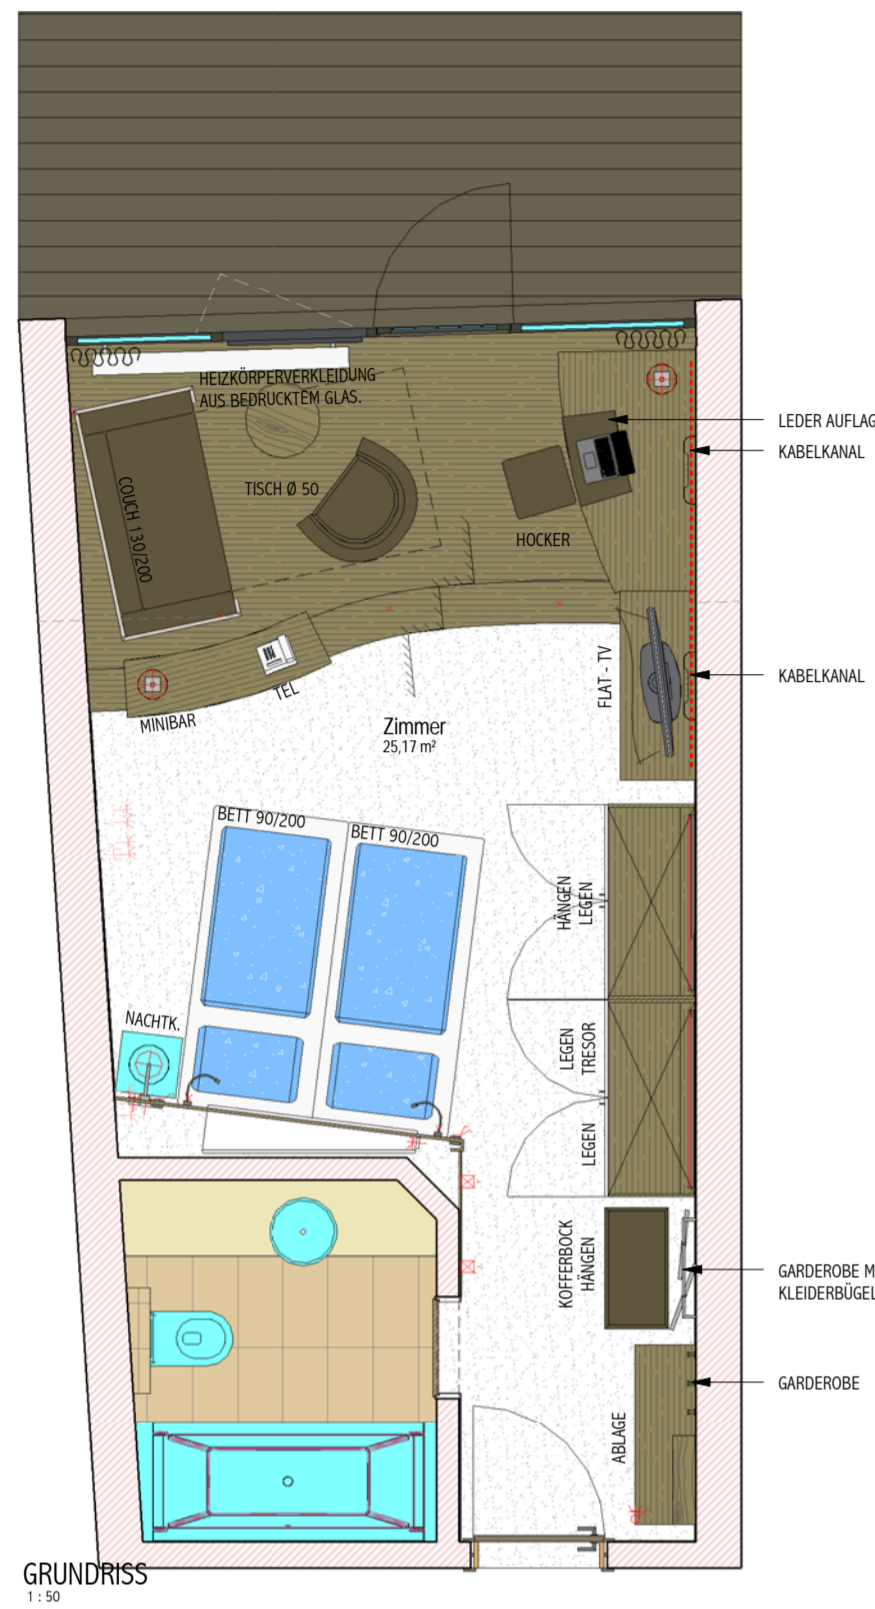 HEIZKÖRPERVERKLEIDUNG
AUS BEDRUCKTEM GLAS.
LEDER AUFLAG
KABELKANAL
COUCH 130/200
TISCH Ø 50
HOCKER
FLAT - TV
KABELKANAL
TEL
MINIBAR
Zimmer
25,17 m²
BETT 90/200
BETT 90/200
HÄNGEN
LEGEN
NACHTK.
LEGEN
TRESOR
LEGEN
KOFFERBOCK
HÄNGEN
GARDEROBE M
KLEIDERBÜGEL
GARDEROBE
ABLAGE
GRUNDRISS
1 : 50